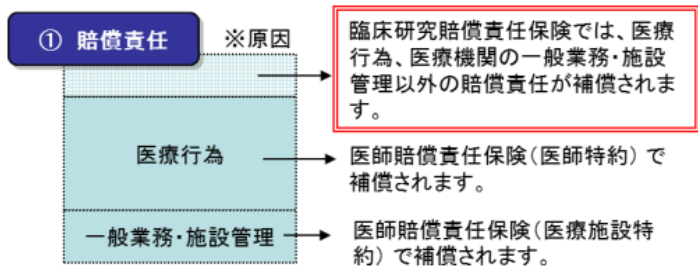 ① 賠償責任 ※原因
臨床研究賠償責任保険では、医療
行為、医療機関の一般業務・施設
管理以外の賠償責任が補償されま
す。
医療行為
医師賠償責任保険(医師特約)で
補償されます。
一般業務・施設管理
医師賠償責任保険(医療施設特
約)で補償されます。